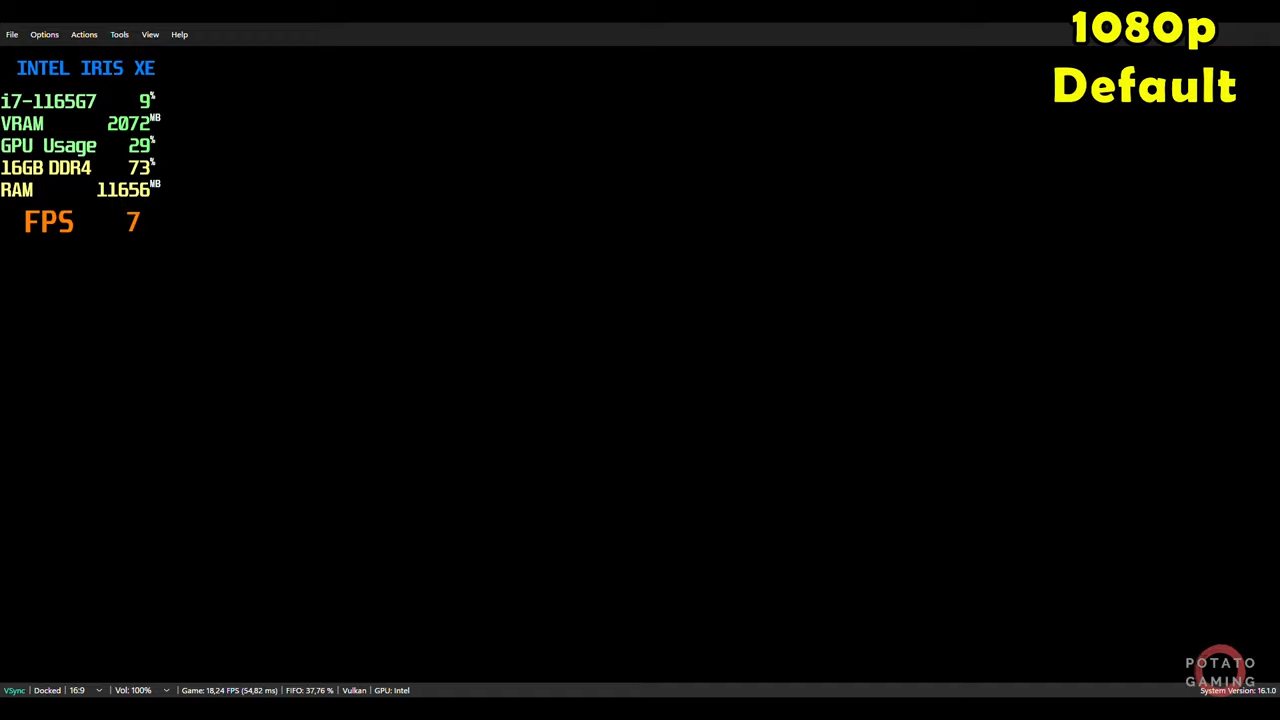 1080p
File Options Actions Tools View Help
INTEL IRIS XE
Default
i7-1165G7 9%
VRAM 2072MB
GPU Usage 29%
16GB DDR4 73%
RAM 11656MB
FPS 7
POTATO
GAMING
VSync | Docked | 16:9 | Vol: 100% | Game: 18,24 FPS (54,82 ms) | FIFO: 37,76 % | Vulkan | GPU: Intel
System Version: 16.1.0